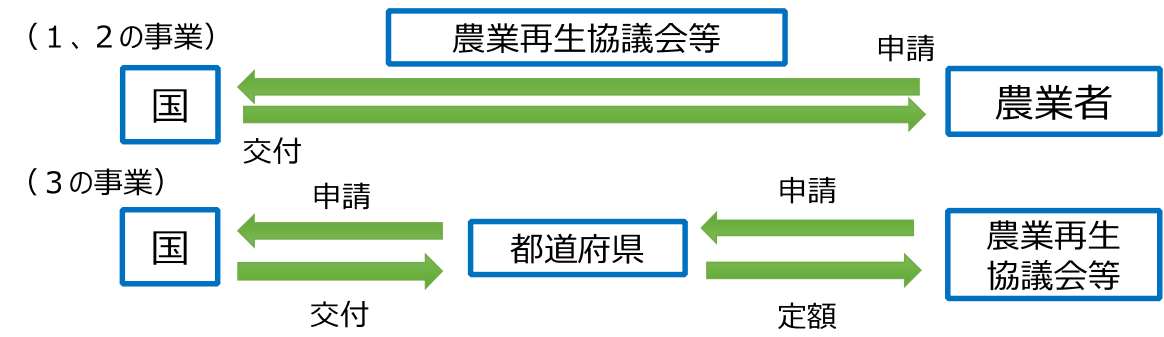 （１、２の事業）
農業再生協議会等
申請
国
農業者
交付
（３の事業）
申請
申請
国
都道府県
農業再生
協議会等
交付
定額